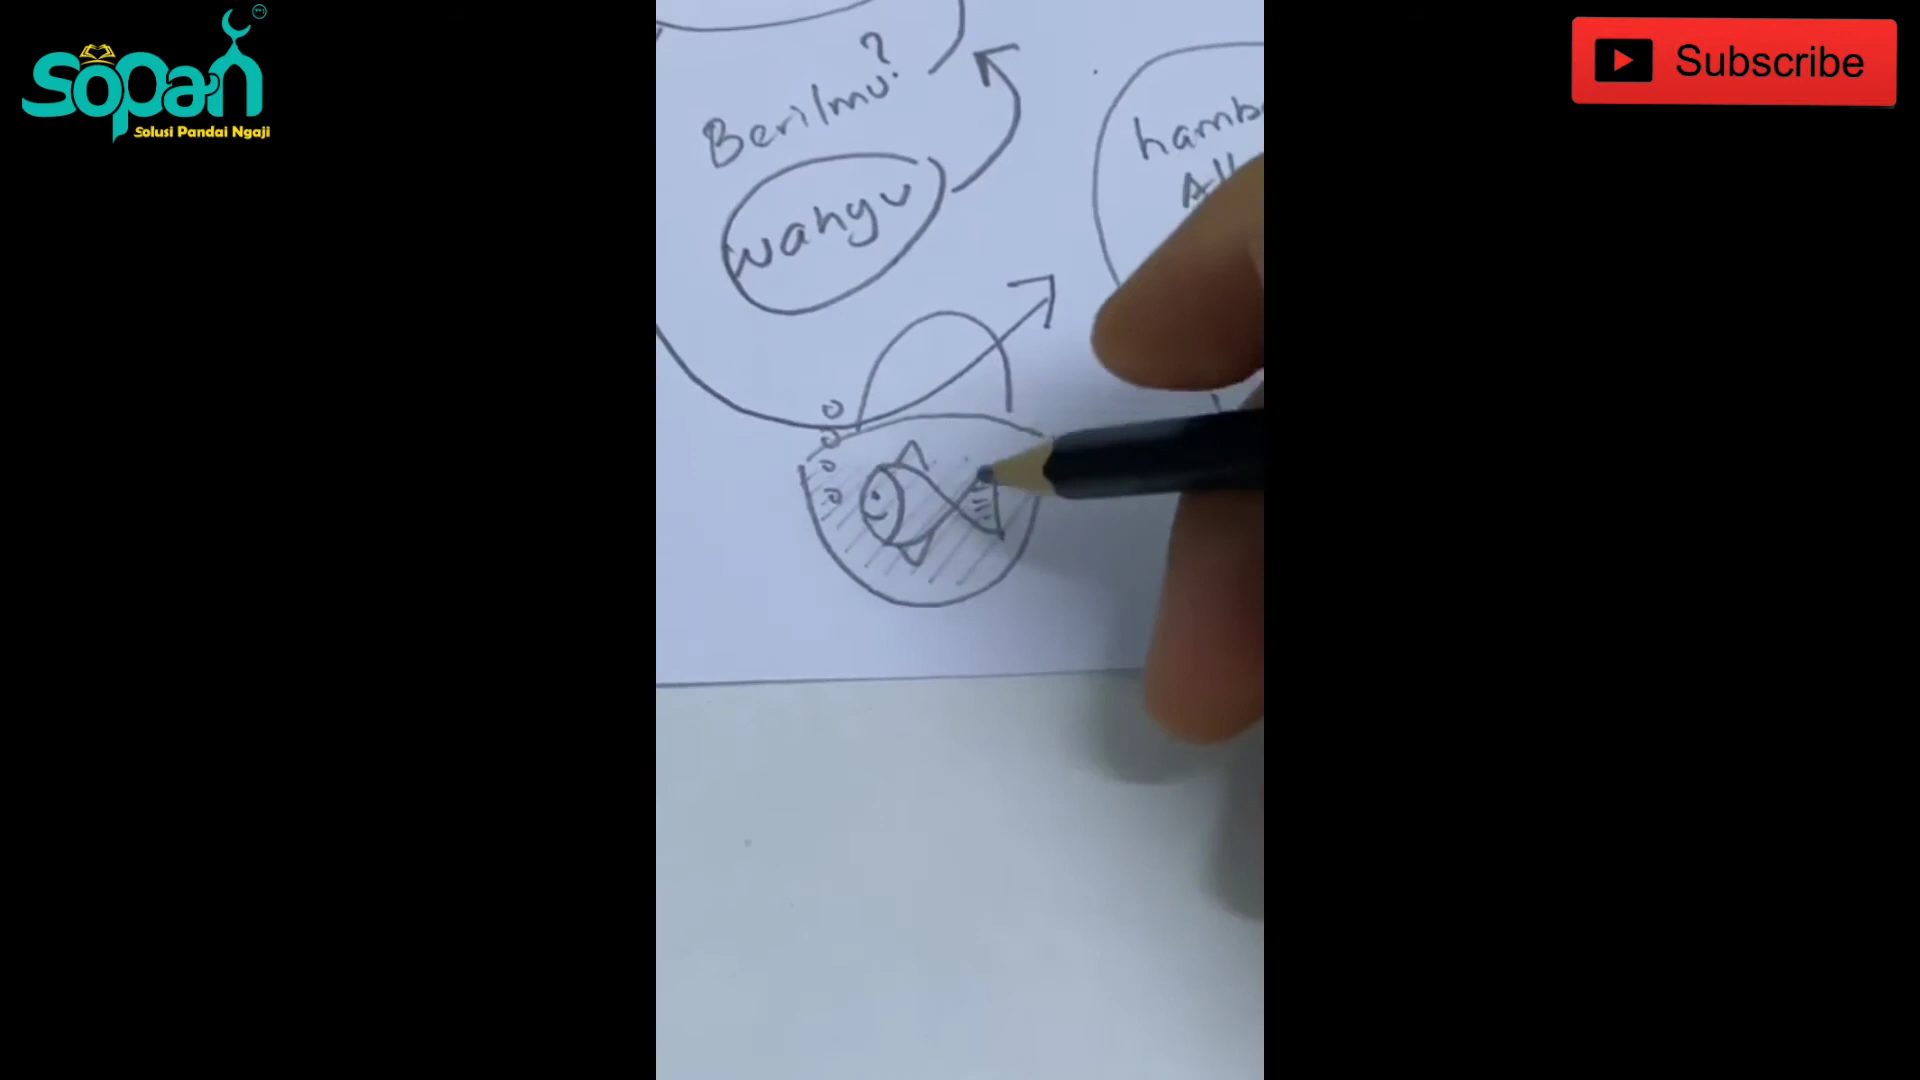 Sopan
Solusi Pandai Ngaji
Subscribe
Berilmu?
wahyu